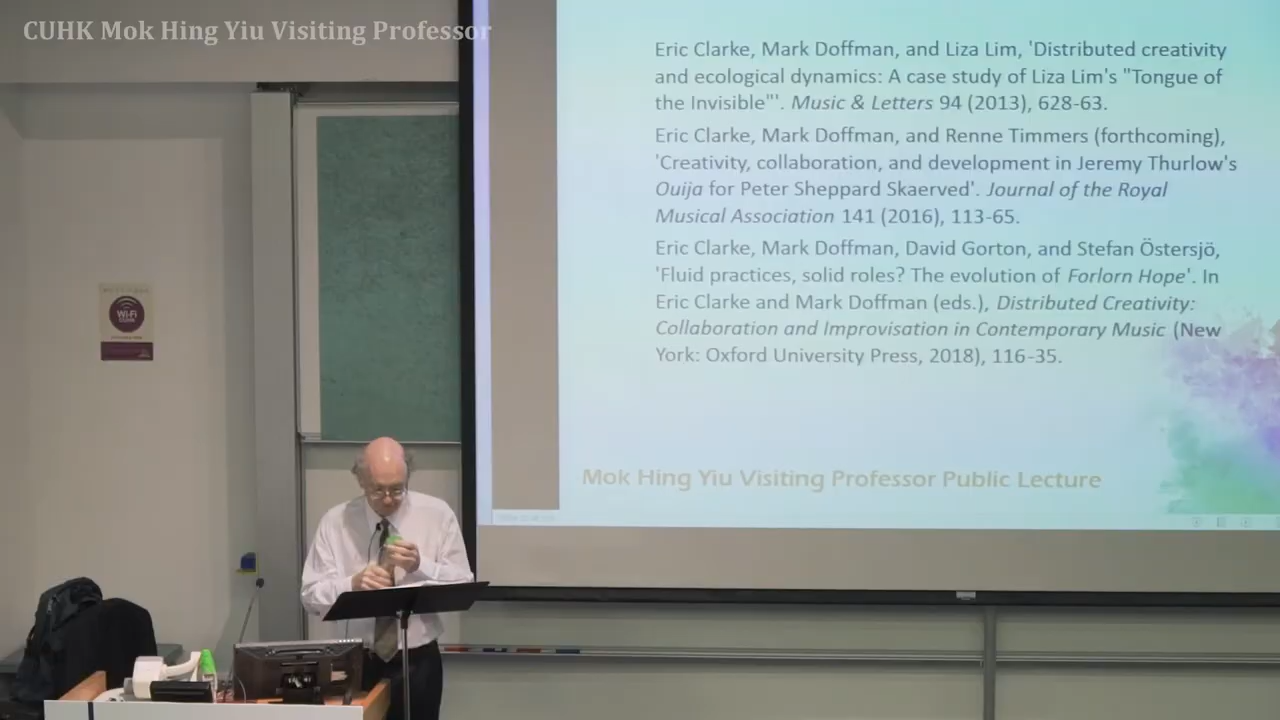 CUHK Mok Hing Yiu Visiting Professor
Eric Clarke, Mark Doffman, and Liza Lim, 'Distributed creativity
and ecological dynamics: A case study of Liza Lim's "Tongue of
the Invisible"'. Music & Letters 94 (2013), 628-63.
Eric Clarke, Mark Doffman, and Renne Timmers (forthcoming),
'Creativity, collaboration, and development in Jeremy Thurlow's
Ouija for Peter Sheppard Skaerved'. Journal of the Royal
Musical Association 141 (2016), 113-65.
Eric Clarke, Mark Doffman, David Gorton, and Stefan Östersjö,
'Fluid practices, solid roles? The evolution of Forlorn Hope'. In
Eric Clarke and Mark Doffman (eds.), Distributed Creativity:
Collaboration and Improvisation in Contemporary Music (New
York: Oxford University Press, 2018), 116-35.
Mok Hing Yiu Visiting Professor Public Lecture
Wi-Fi